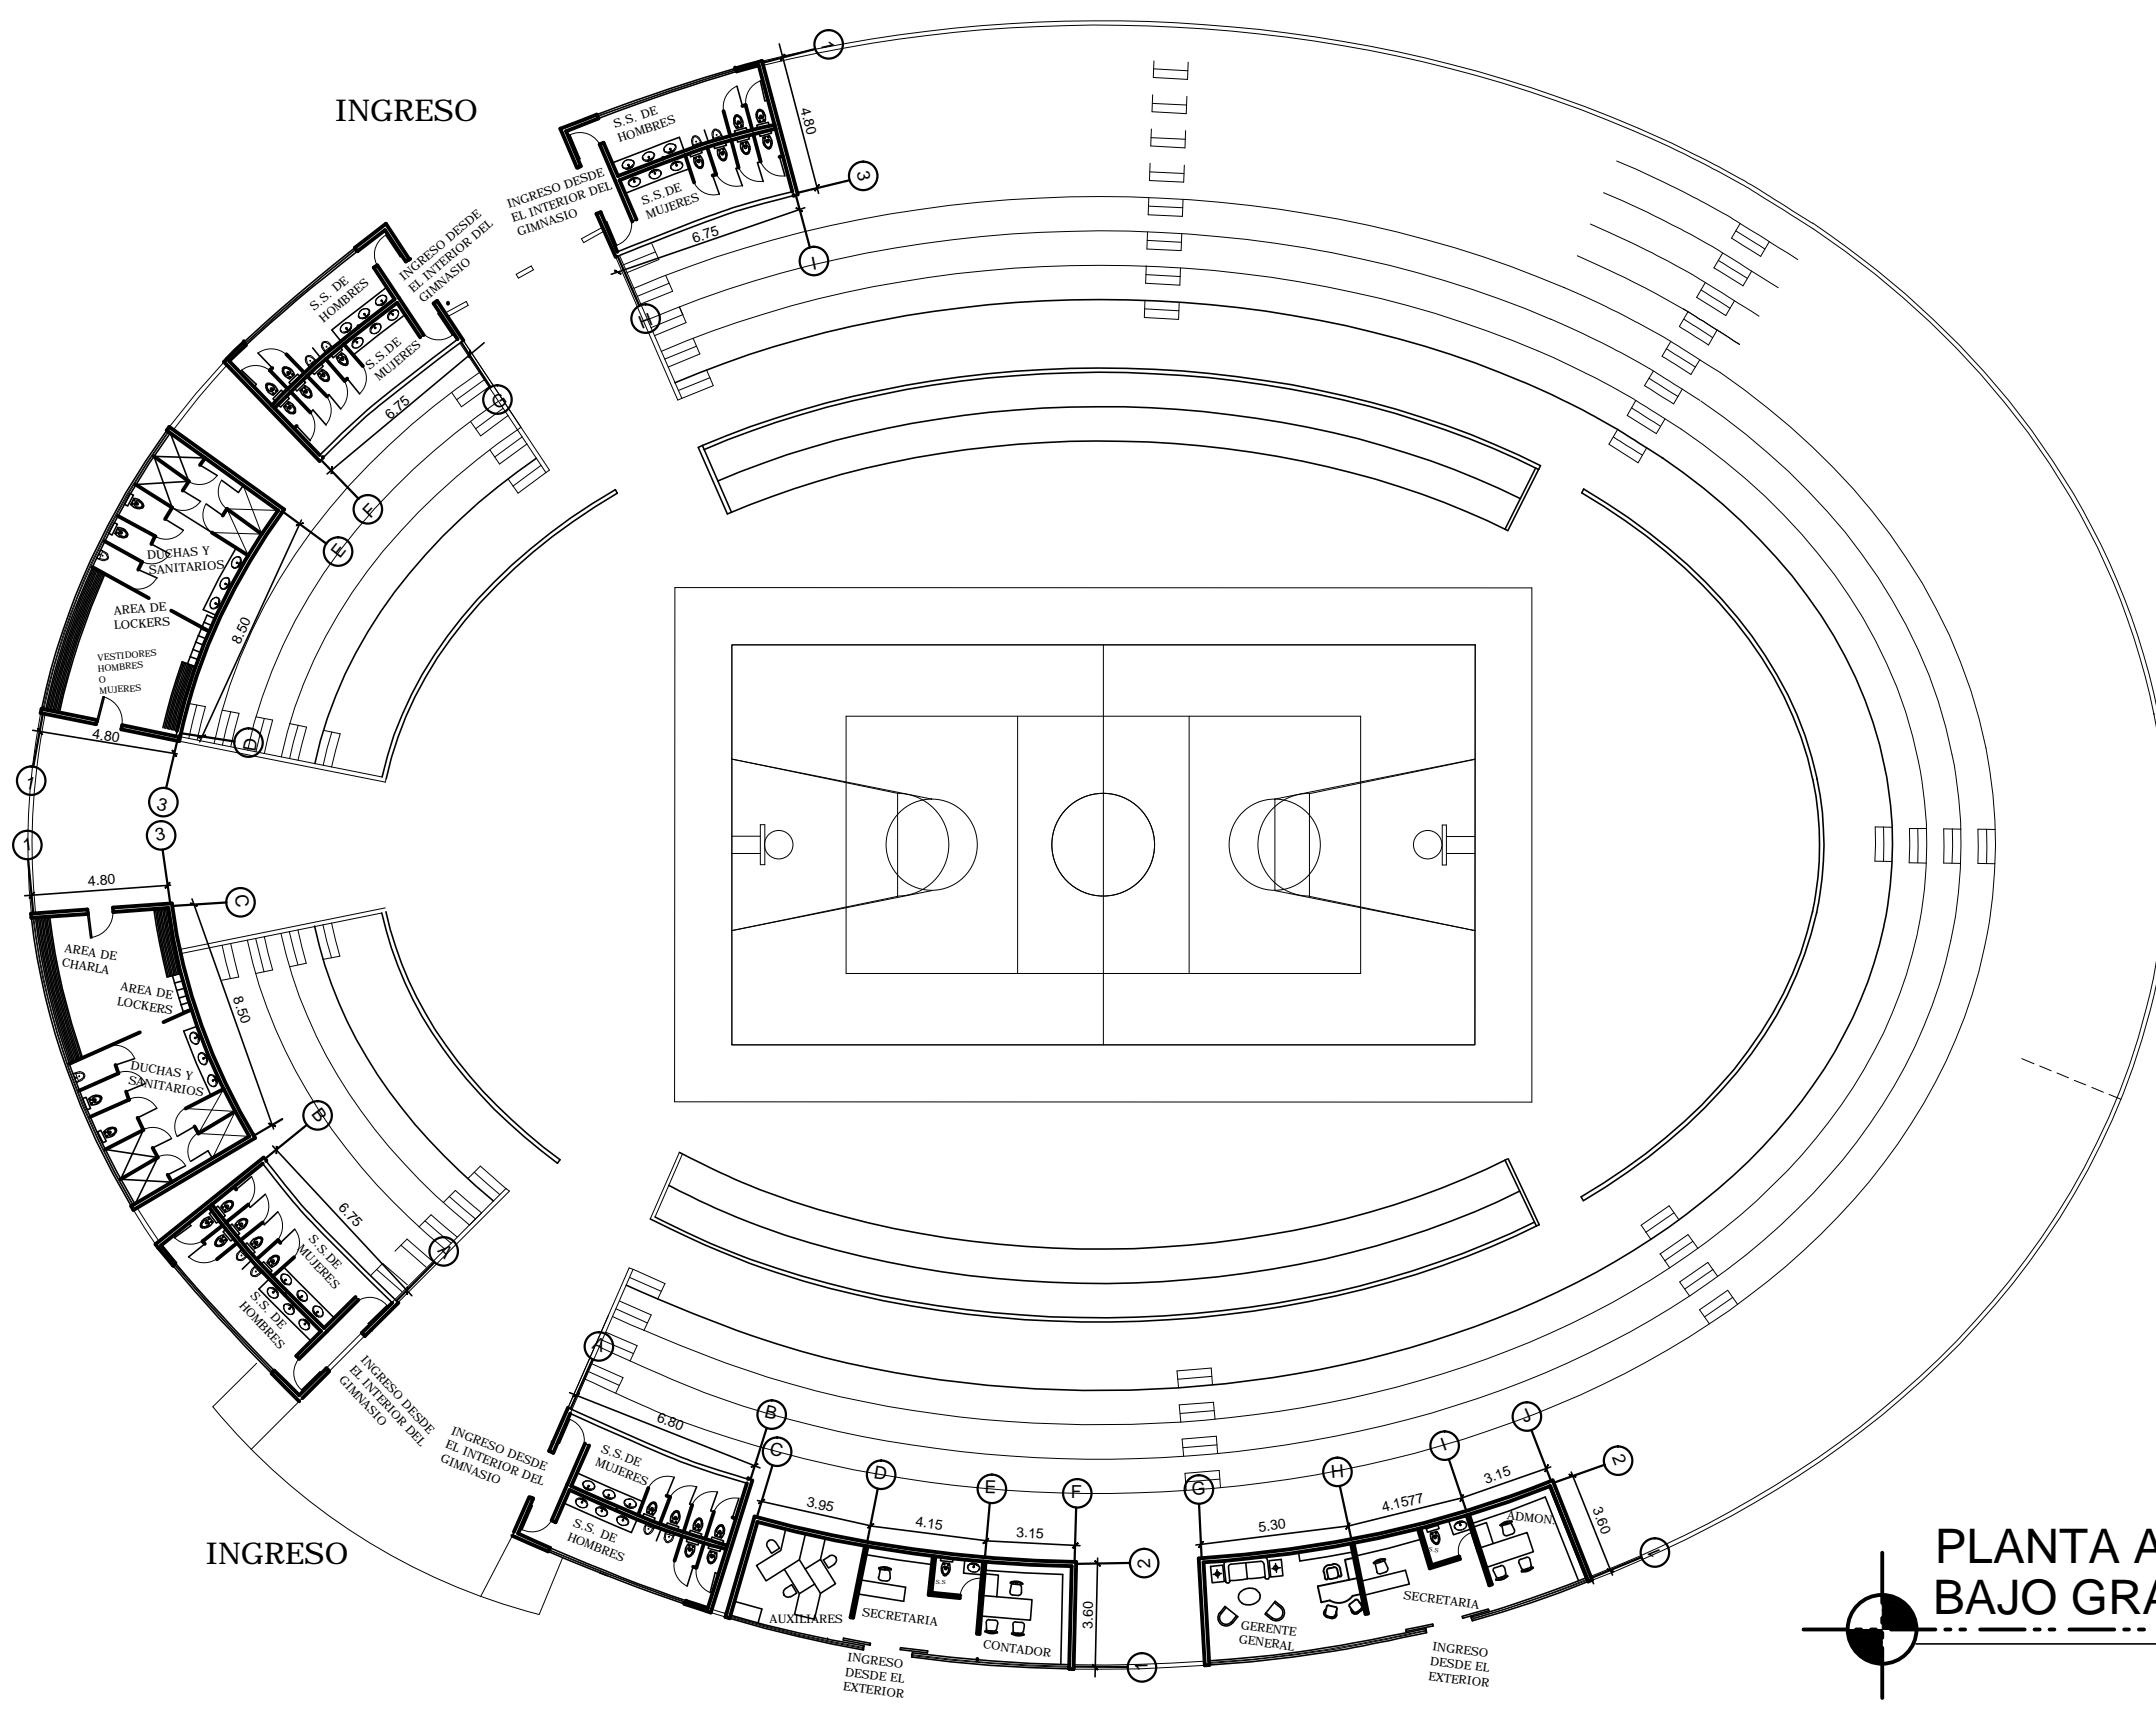 INGRESO
1
S.S. DE
HOMBRES
4.80
3
S.S.DE
MUJERES
INGRESO DESDE
EL INTERIOR DEL
GIMNASIO
6.75
I
H
INGRESO DESDE
EL INTERIOR DEL
GIMNASIO
S.S. DE
HOMBRES
S.S.DE
MUJERES
6.75
G
F
E
DUCHAS Y
SANITARIOS
AREA DE
LOCKERS
8.50
VESTIDORES
HOMBRES
O
MUJERES
4.80
D
1
3
3
1
4.80
C
AREA DE
CHARLA
AREA DE
LOCKERS
8.50
DUCHAS Y
SANITARIOS
B
6.75
A
S.S.DE
MUJERES
S.S. DE
HOMBRES
INGRESO DESDE
EL INTERIOR DEL
GIMNASIO
INGRESO DESDE
EL INTERIOR DEL
GIMNASIO
INGRESO
A
6.80
B
S.S.DE
MUJERES
S.S. DE
HOMBRES
C
D
E
F
3.95
4.15
3.15
2
3.60
1
S.S
AUXILIARES
SECRETARIA
CONTADOR
INGRESO
DESDE EL
EXTERIOR
G
H
I
J
5.30
4.1577
3.15
2
3.60
1
ADMON.
S.S
SECRETARIA
GERENTE
GENERAL
INGRESO
DESDE EL
EXTERIOR
PLANTA A
BAJO GRA